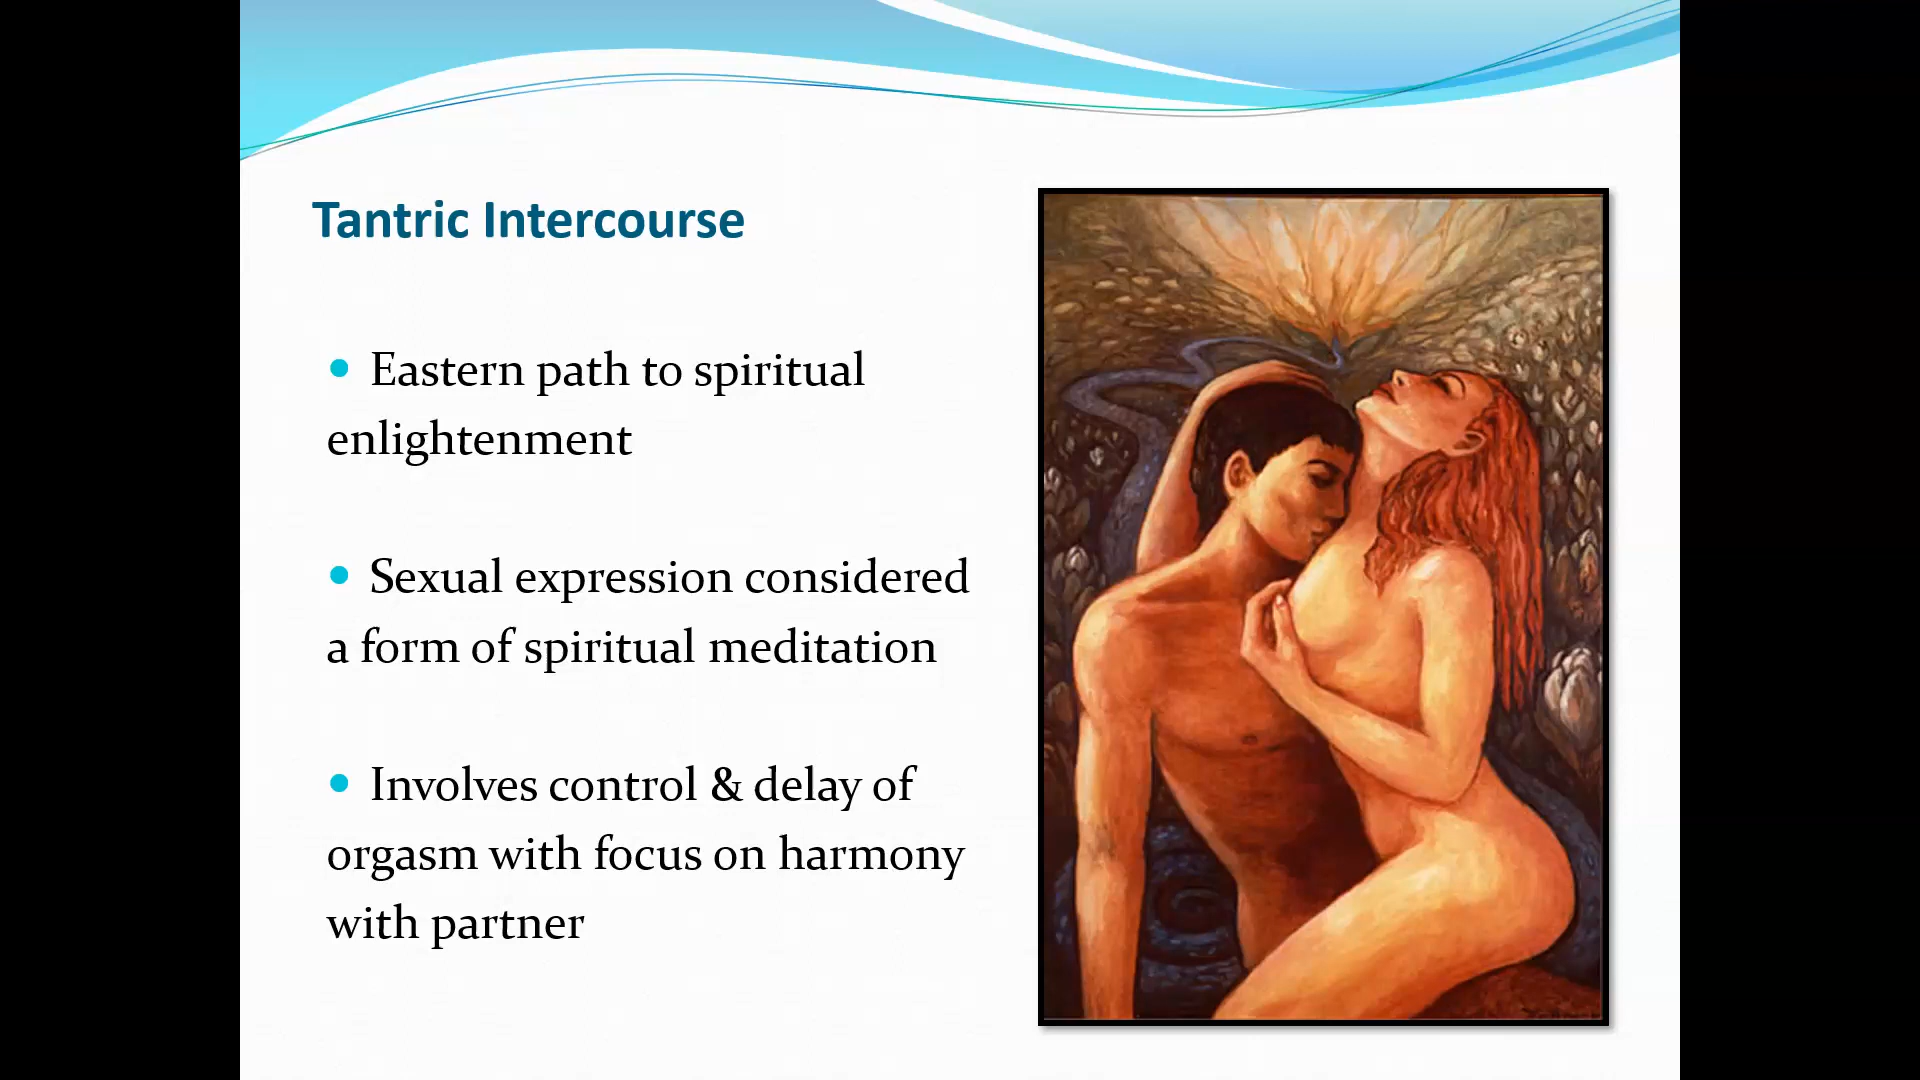 Tantric Intercourse
• Eastern path to spiritual
enlightenment
• Sexual expression considered
a form of spiritual meditation
• Involves control & delay of
orgasm with focus on harmony
with partner